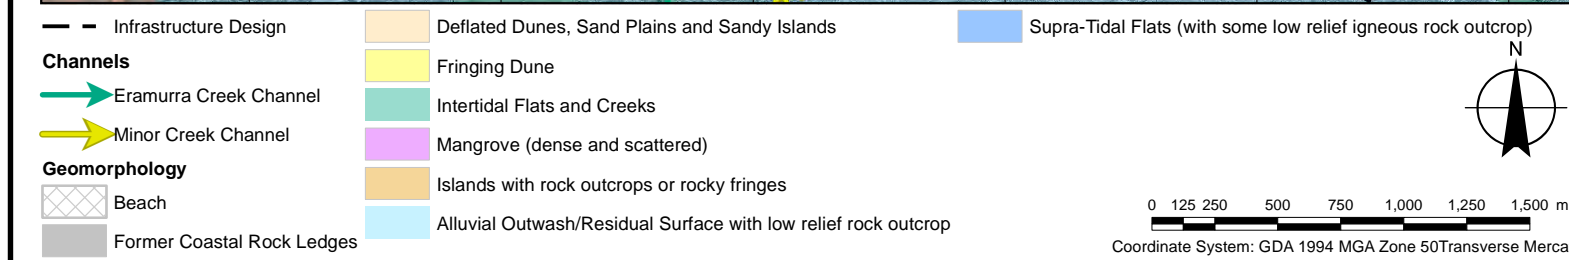 Infrastructure Design
Channels
Eramurra Creek Channel
Minor Creek Channel
Geomorphology
Beach
Former Coastal Rock Ledges
Deflated Dunes, Sand Plains and Sandy Islands
Fringing Dune
Intertidal Flats and Creeks
Mangrove (dense and scattered)
Islands with rock outcrops or rocky fringes
Alluvial Outwash/Residual Surface with low relief rock outcrop
Supra-Tidal Flats (with some low relief igneous rock outcrop)
N
0 125 250 500 750 1,000 1,250 1,500 m
Coordinate System: GDA 1994 MGA Zone 50Transverse Merca